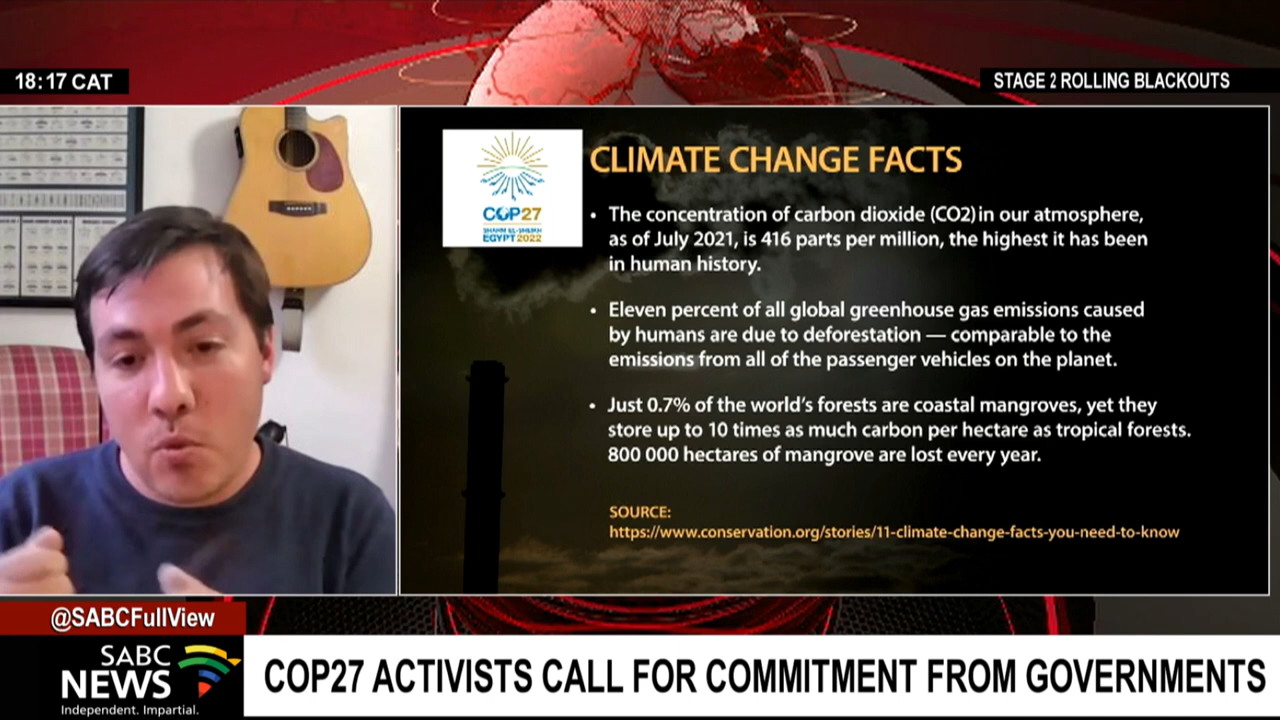 18:17 CAT
STAGE 2 ROLLING BLACKOUTS
COP27
SHARM EL-SHEIKH
EGYPT 2022
CLIMATE CHANGE FACTS
• The concentration of carbon dioxide (CO2) in our atmosphere,
as of July 2021, is 416 parts per million, the highest it has been
in human history.
• Eleven percent of all global greenhouse gas emissions caused
by humans are due to deforestation — comparable to the
emissions from all of the passenger vehicles on the planet.
• Just 0.7% of the world's forests are coastal mangroves, yet they
store up to 10 times as much carbon per hectare as tropical forests.
800 000 hectares of mangrove are lost every year.
SOURCE:
https://www.conservation.org/stories/11-climate-change-facts-you-need-to-know
@SABCFullView
SABC
NEWS
Independent. Impartial.
COP27 ACTIVISTS CALL FOR COMMITMENT FROM GOVERNMENTS